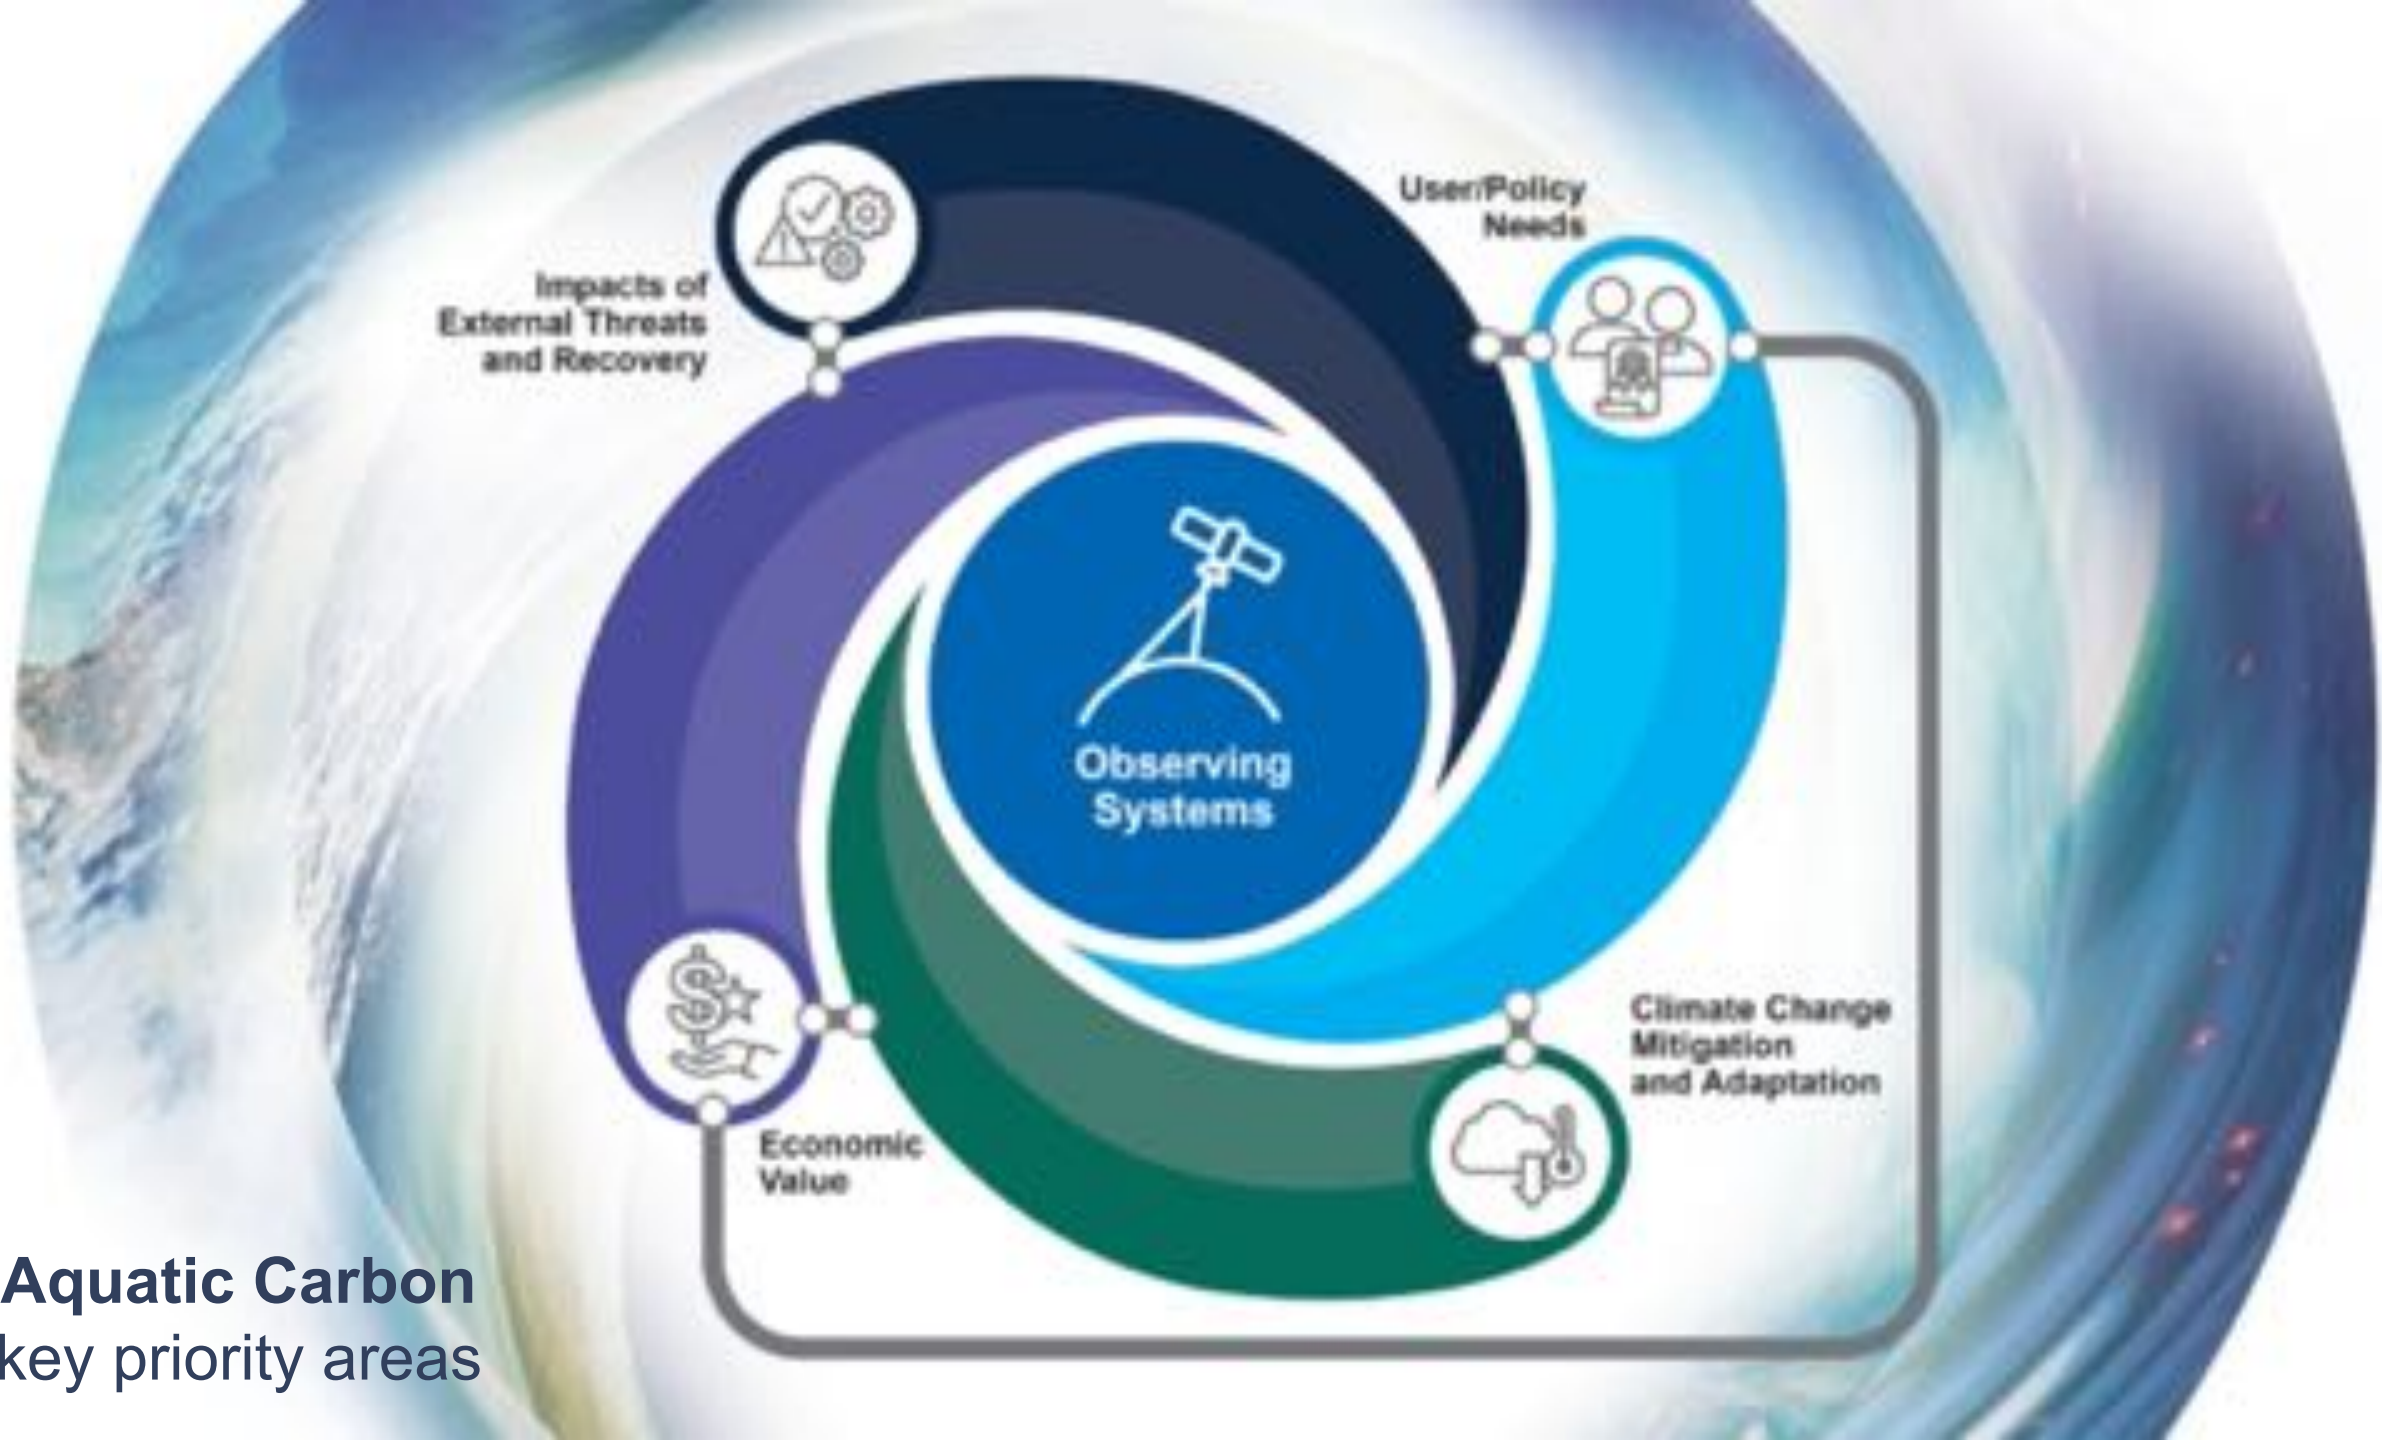 User/Policy
Needs
Impacts of
External Threats
and Recovery
Observing
Systems
Climate Change
Mitigation
and Adaptation
Economic
Value
Aquatic Carbon
key priority areas